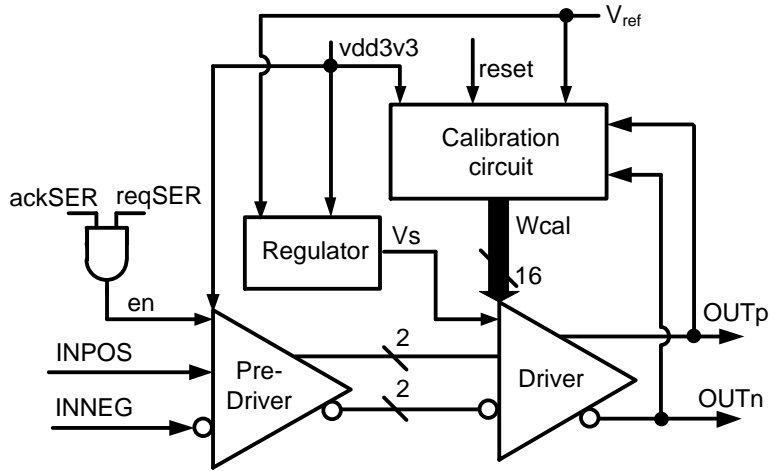 V_ref
vdd3v3
reset
Calibration
circuit
ackSER
reqSER
Regulator
Vs
Wcal
16
en
OUTp
INPOS
2
Pre-
Driver
Driver
2
INNEG
OUTn